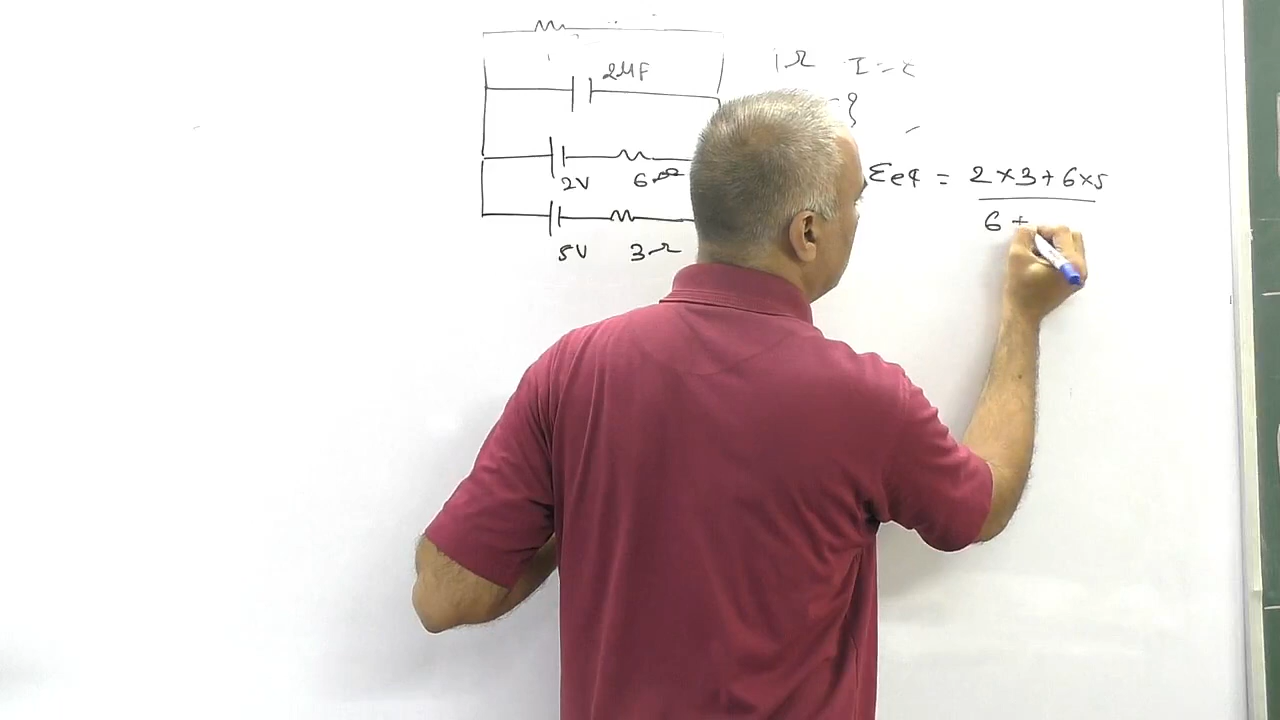 2μF
1Ω I =
2V 6Ω
5V 3Ω
Eeq = 2×3+6×5
6 +